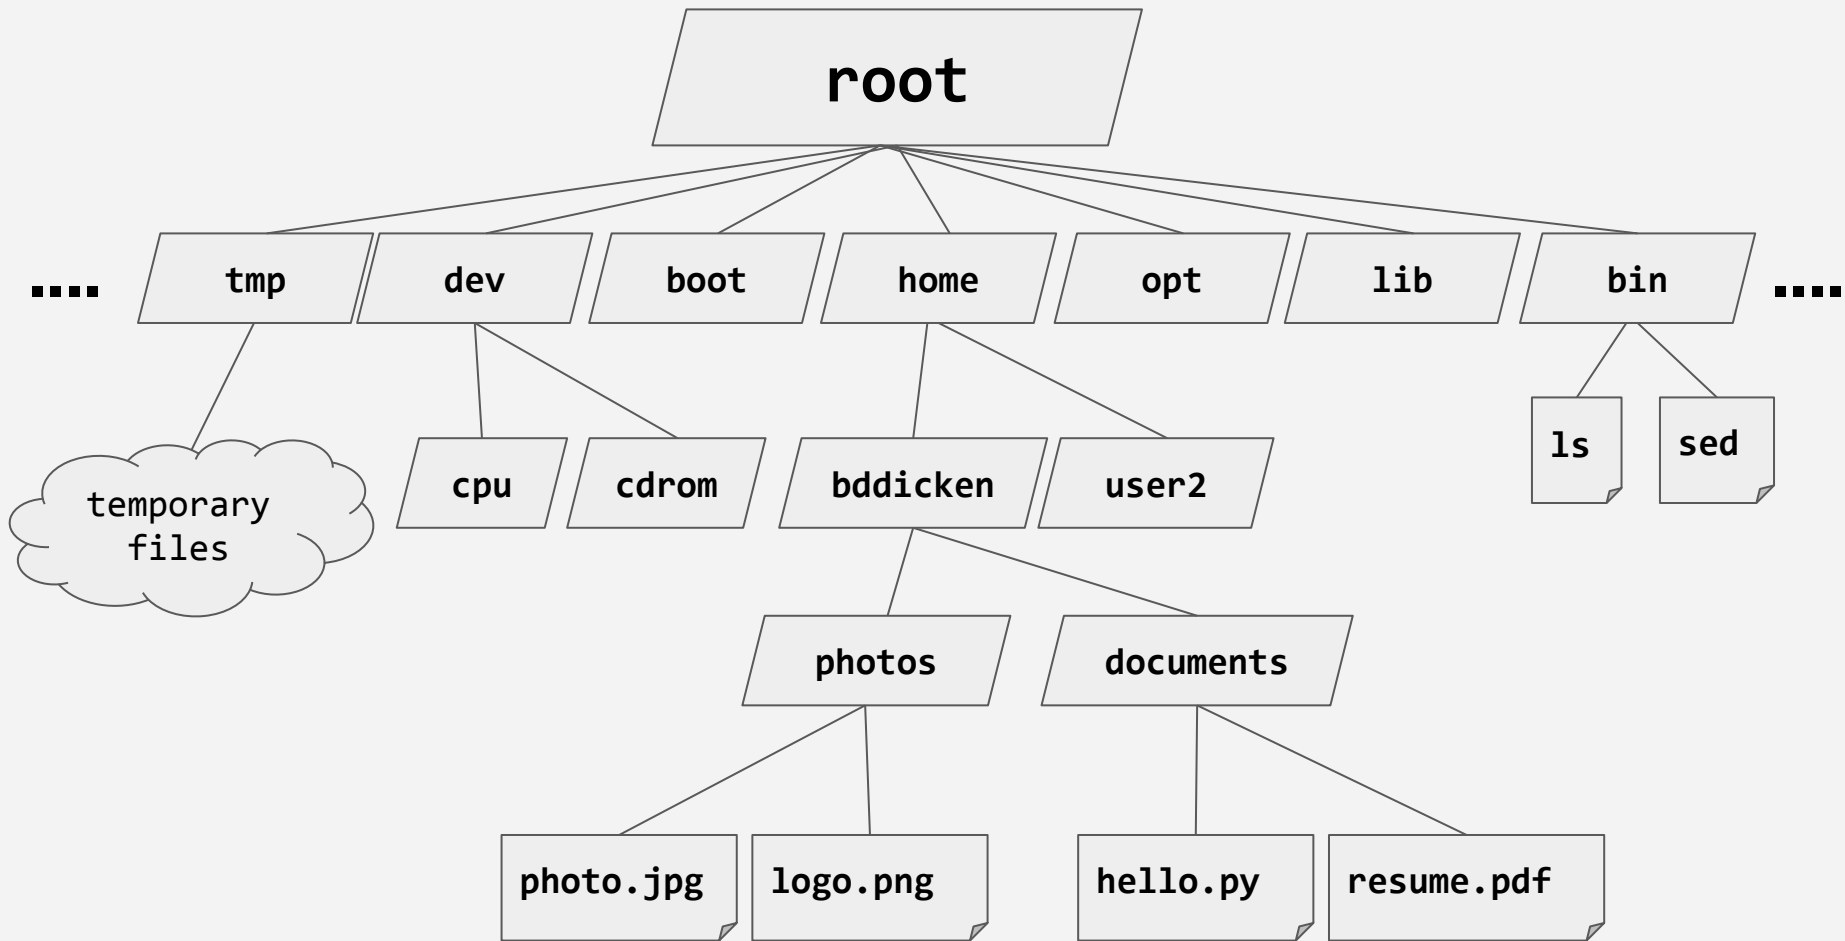 root
tmp
dev
boot
home
opt
lib
bin
temporary
files
cpu
cdrom
bddicken
user2
ls
sed
photos
documents
photo.jpg
logo.png
hello.py
resume.pdf